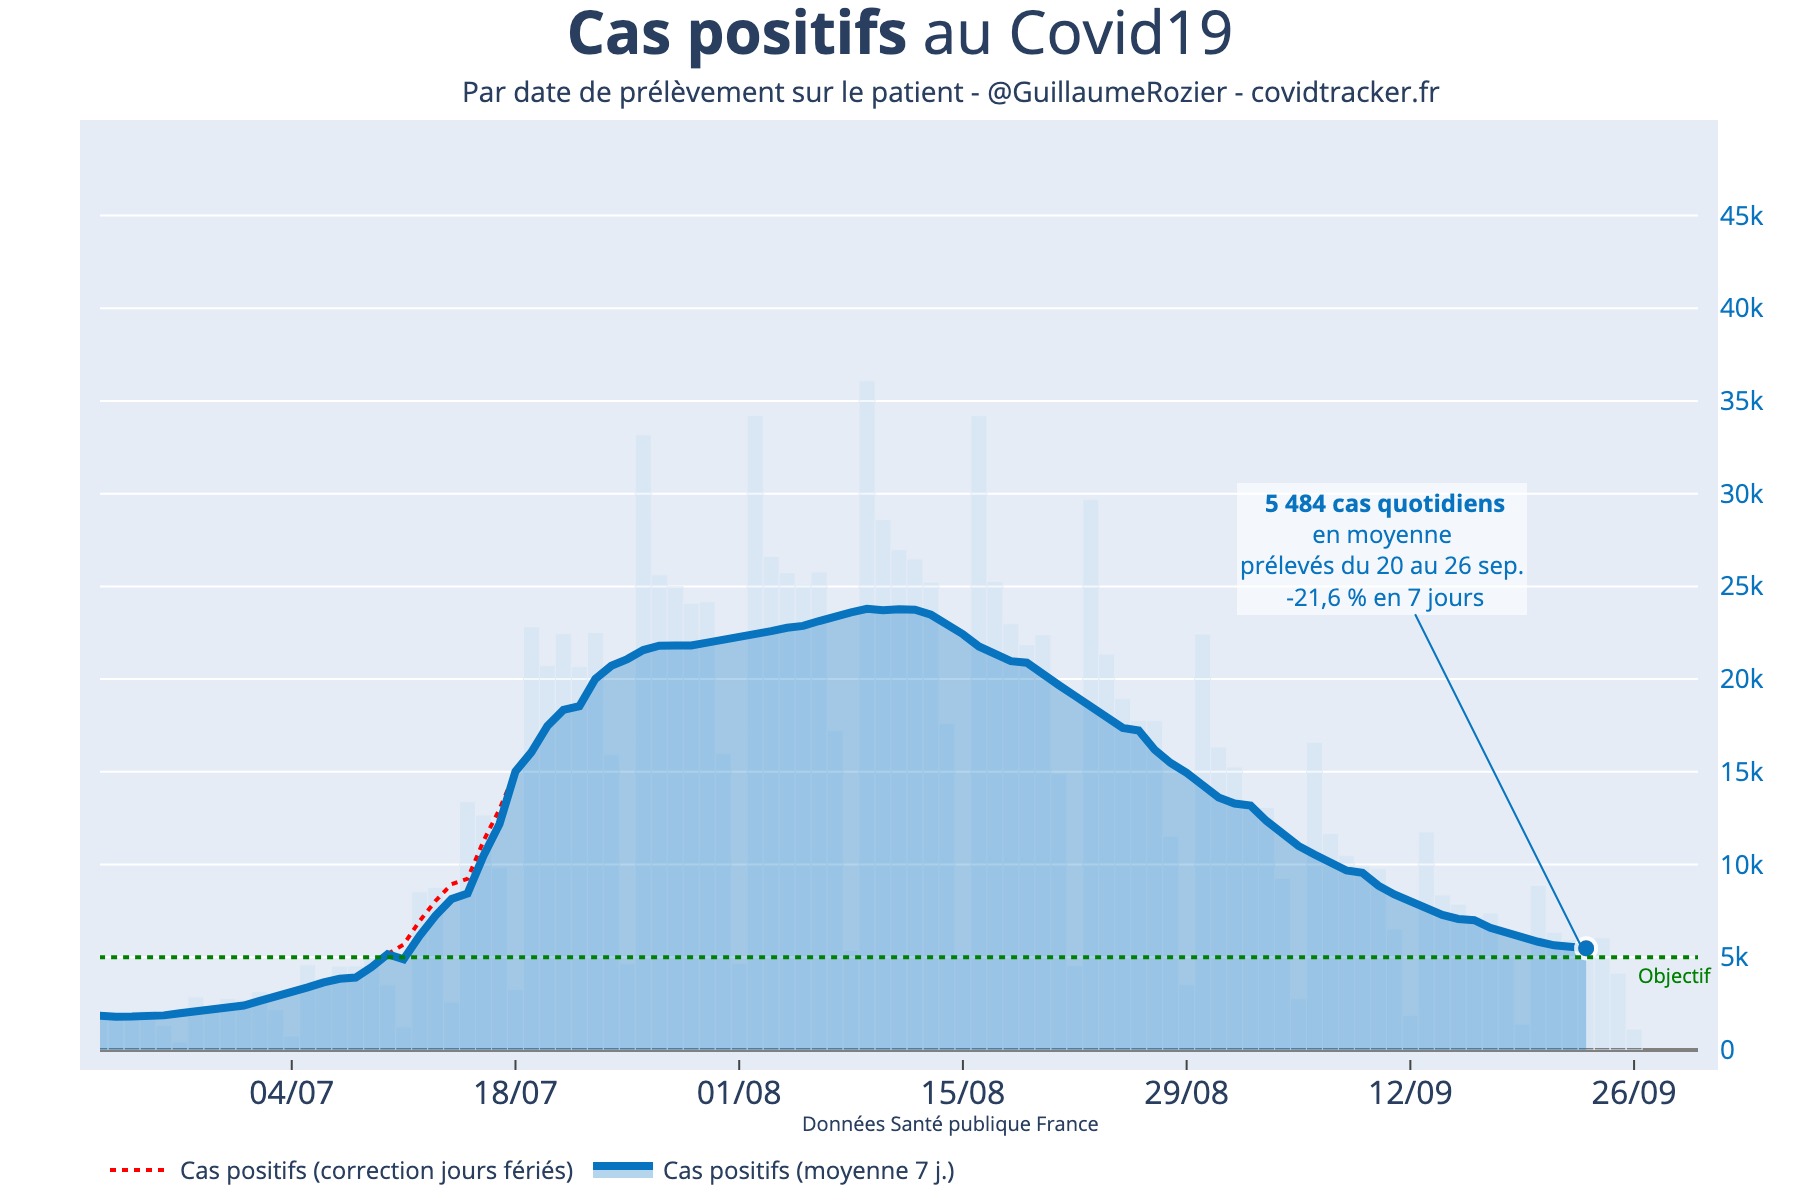 Cas positifs au Covid19
Par date de prélèvement sur le patient - @GuillaumeRozier - covidtracker.fr
45k
40k
35k
30k
25k
20k
15k
10k
5k
0
5 484 cas quotidiens
en moyenne
prélevés du 20 au 26 sep.
-21,6 % en 7 jours
Objectif
04/07 18/07 01/08 15/08 29/08 12/09 26/09
Données Santé publique France
Cas positifs (correction jours fériés) Cas positifs (moyenne 7 j.)